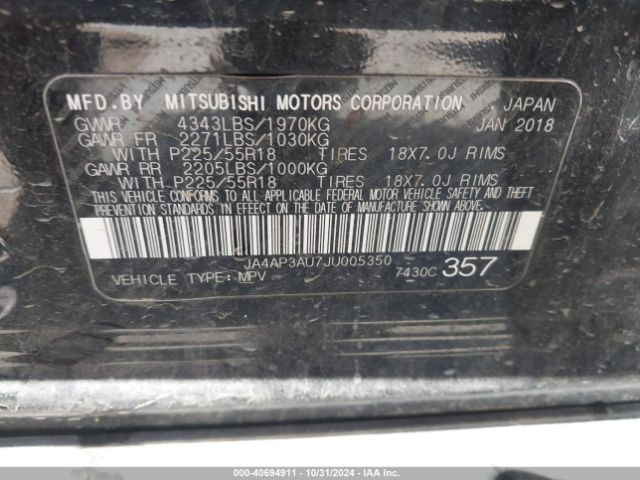 MFD.BY MITSUBISHI MOTORS CORPORATION, JAPAN
GVWR 4343LBS/1970KG JAN 2018
GAWR FR 2271LBS/1030KG
WITH P225/55R18 TIRES 18X7.0J RIMS
GAWR RR 2205LBS/1000KG
WITH P225/55R18 TIRES 18X7.0J RIMS
THIS VEHICLE CONFORMS TO ALL APPLICABLE FEDERAL MOTOR VEHICLE SAFETY AND THEFT
PREVENTION STANDARDS IN EFFECT ON THE DATE OF MANUFACTURE SHOWN ABOVE.
JA4AP3AU7JU005350
VEHICLE TYPE: MPV 7430C 357
000-40694911 - 10/31/2024 - IAA Copyright